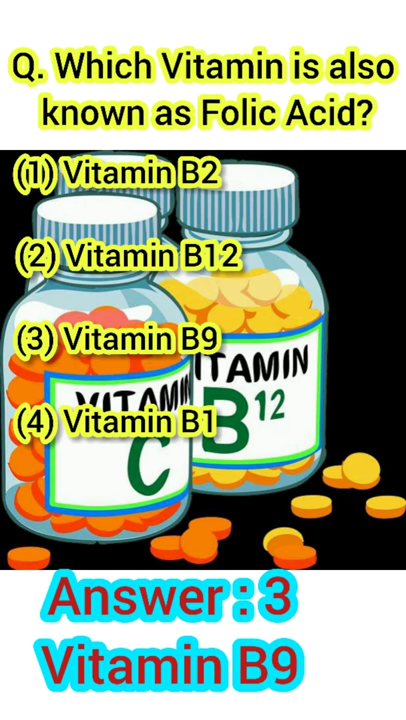 Q. Which Vitamin is also
known as Folic Acid?
(1) Vitamin B2
(2) Vitamin B12
(3) Vitamin B9
VITAMIN
(4) Vitamin B1
B12
C
Answer : 3
Vitamin B9